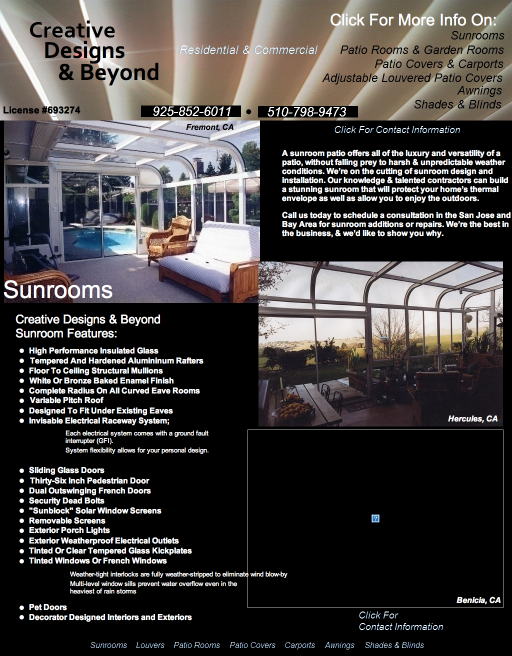 Creative
Designs
& Beyond
License #693274
Residential & Commercial
925-852-6011 • 510-798-9473
Click For More Info On:
Sunrooms
Patio Rooms & Garden Rooms
Patio Covers & Carports
Adjustable Louvered Patio Covers
Awnings
Shades & Blinds
Fremont, CA
Click For Contact Information
A sunroom patio offers all of the luxury and versatility of a
patio, without falling prey to harsh & unpredictable weather
conditions. We're on the cutting of sunroom design and
installation. Our knowledge & talented contractors can build
a stunning sunroom that will protect your home's thermal
envelope as well as allow you to enjoy the outdoors.
Call us today to schedule a consultation in the San Jose and
Bay Area for sunroom additions or repairs. We're the best in
the business, & we'd like to show you why.
Sunrooms
Creative Designs & Beyond
Sunroom Features:
High Performance Insulated Glass
Tempered And Hardened Alumininum Rafters
Floor To Ceiling Structural Mullions
White Or Bronze Baked Enamel Finish
Complete Radius On All Curved Eave Rooms
Variable Pitch Roof
Designed To Fit Under Existing Eaves
Invisable Electrical Raceway System;
Each electrical system comes with a ground fault
interrupter (GFI).
System flexibility allows for your personal design.
Hercules, CA
Sliding Glass Doors
Thirty-Six Inch Pedestrian Door
Dual Outswinging French Doors
Security Dead Bolts
"Sunblock" Solar Window Screens
Removable Screens
Exterior Porch Lights
Exterior Weatherproof Electrical Outlets
Tinted Or Clear Tempered Glass Kickplates
Tinted Windows Or French Windows
Weather-tight interlocks are fully weather-stripped to eliminate wind blow-by
Multi-level window sills prevent water overflow even in the
heaviest of rain storms
Pet Doors
Decorator Designed Interiors and Exteriors
Benicia, CA
Click For
Contact Information
Sunrooms Louvers Patio Rooms Patio Covers Carports Awnings Shades & Blinds